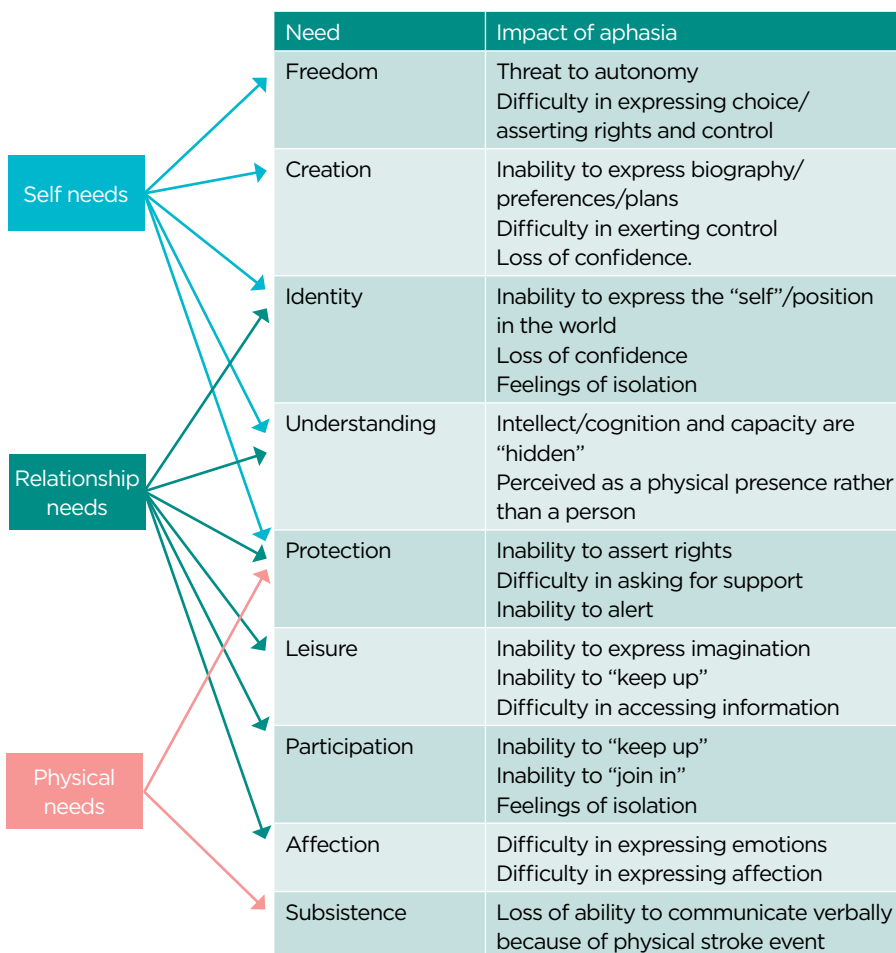 Need
Impact of aphasia
Freedom
Threat to autonomy
Difficulty in expressing choice/
asserting rights and control
Self needs
Creation
Inability to express biography/
preferences/plans
Difficulty in exerting control
Loss of confidence.
Identity
Inability to express the “self”/position
in the world
Loss of confidence
Feelings of isolation
Relationship
needs
Understanding
Intellect/cognition and capacity are
“hidden”
Perceived as a physical presence rather
than a person
Protection
Inability to assert rights
Difficulty in asking for support
Inability to alert
Leisure
Inability to express imagination
Inability to “keep up”
Difficulty in accessing information
Physical
needs
Participation
Inability to “keep up”
Inability to “join in”
Feelings of isolation
Affection
Difficulty in expressing emotions
Difficulty in expressing affection
Subsistence
Loss of ability to communicate verbally
because of physical stroke event